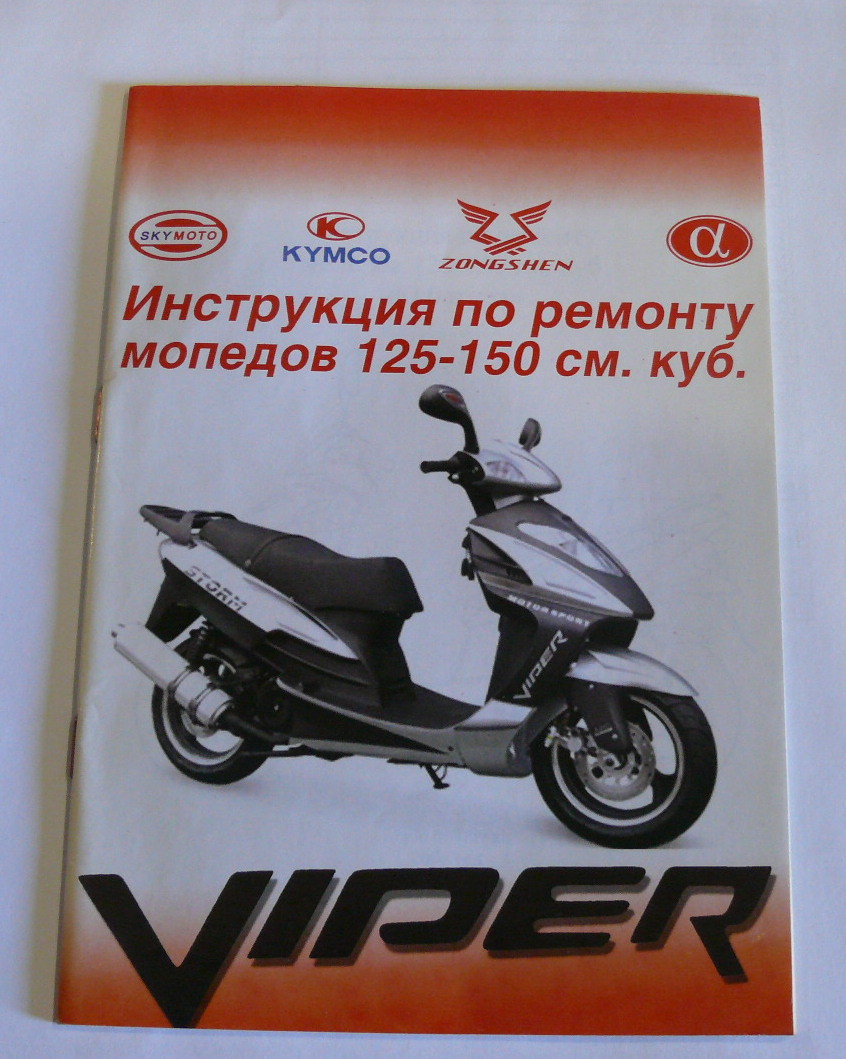 SKYMOTO
KYMCO
ZONGSHEN
α
Инструкция по ремонту
мопедов 125-150 см. куб.
STORM
MOTORSPORT
VIPER
VIPER